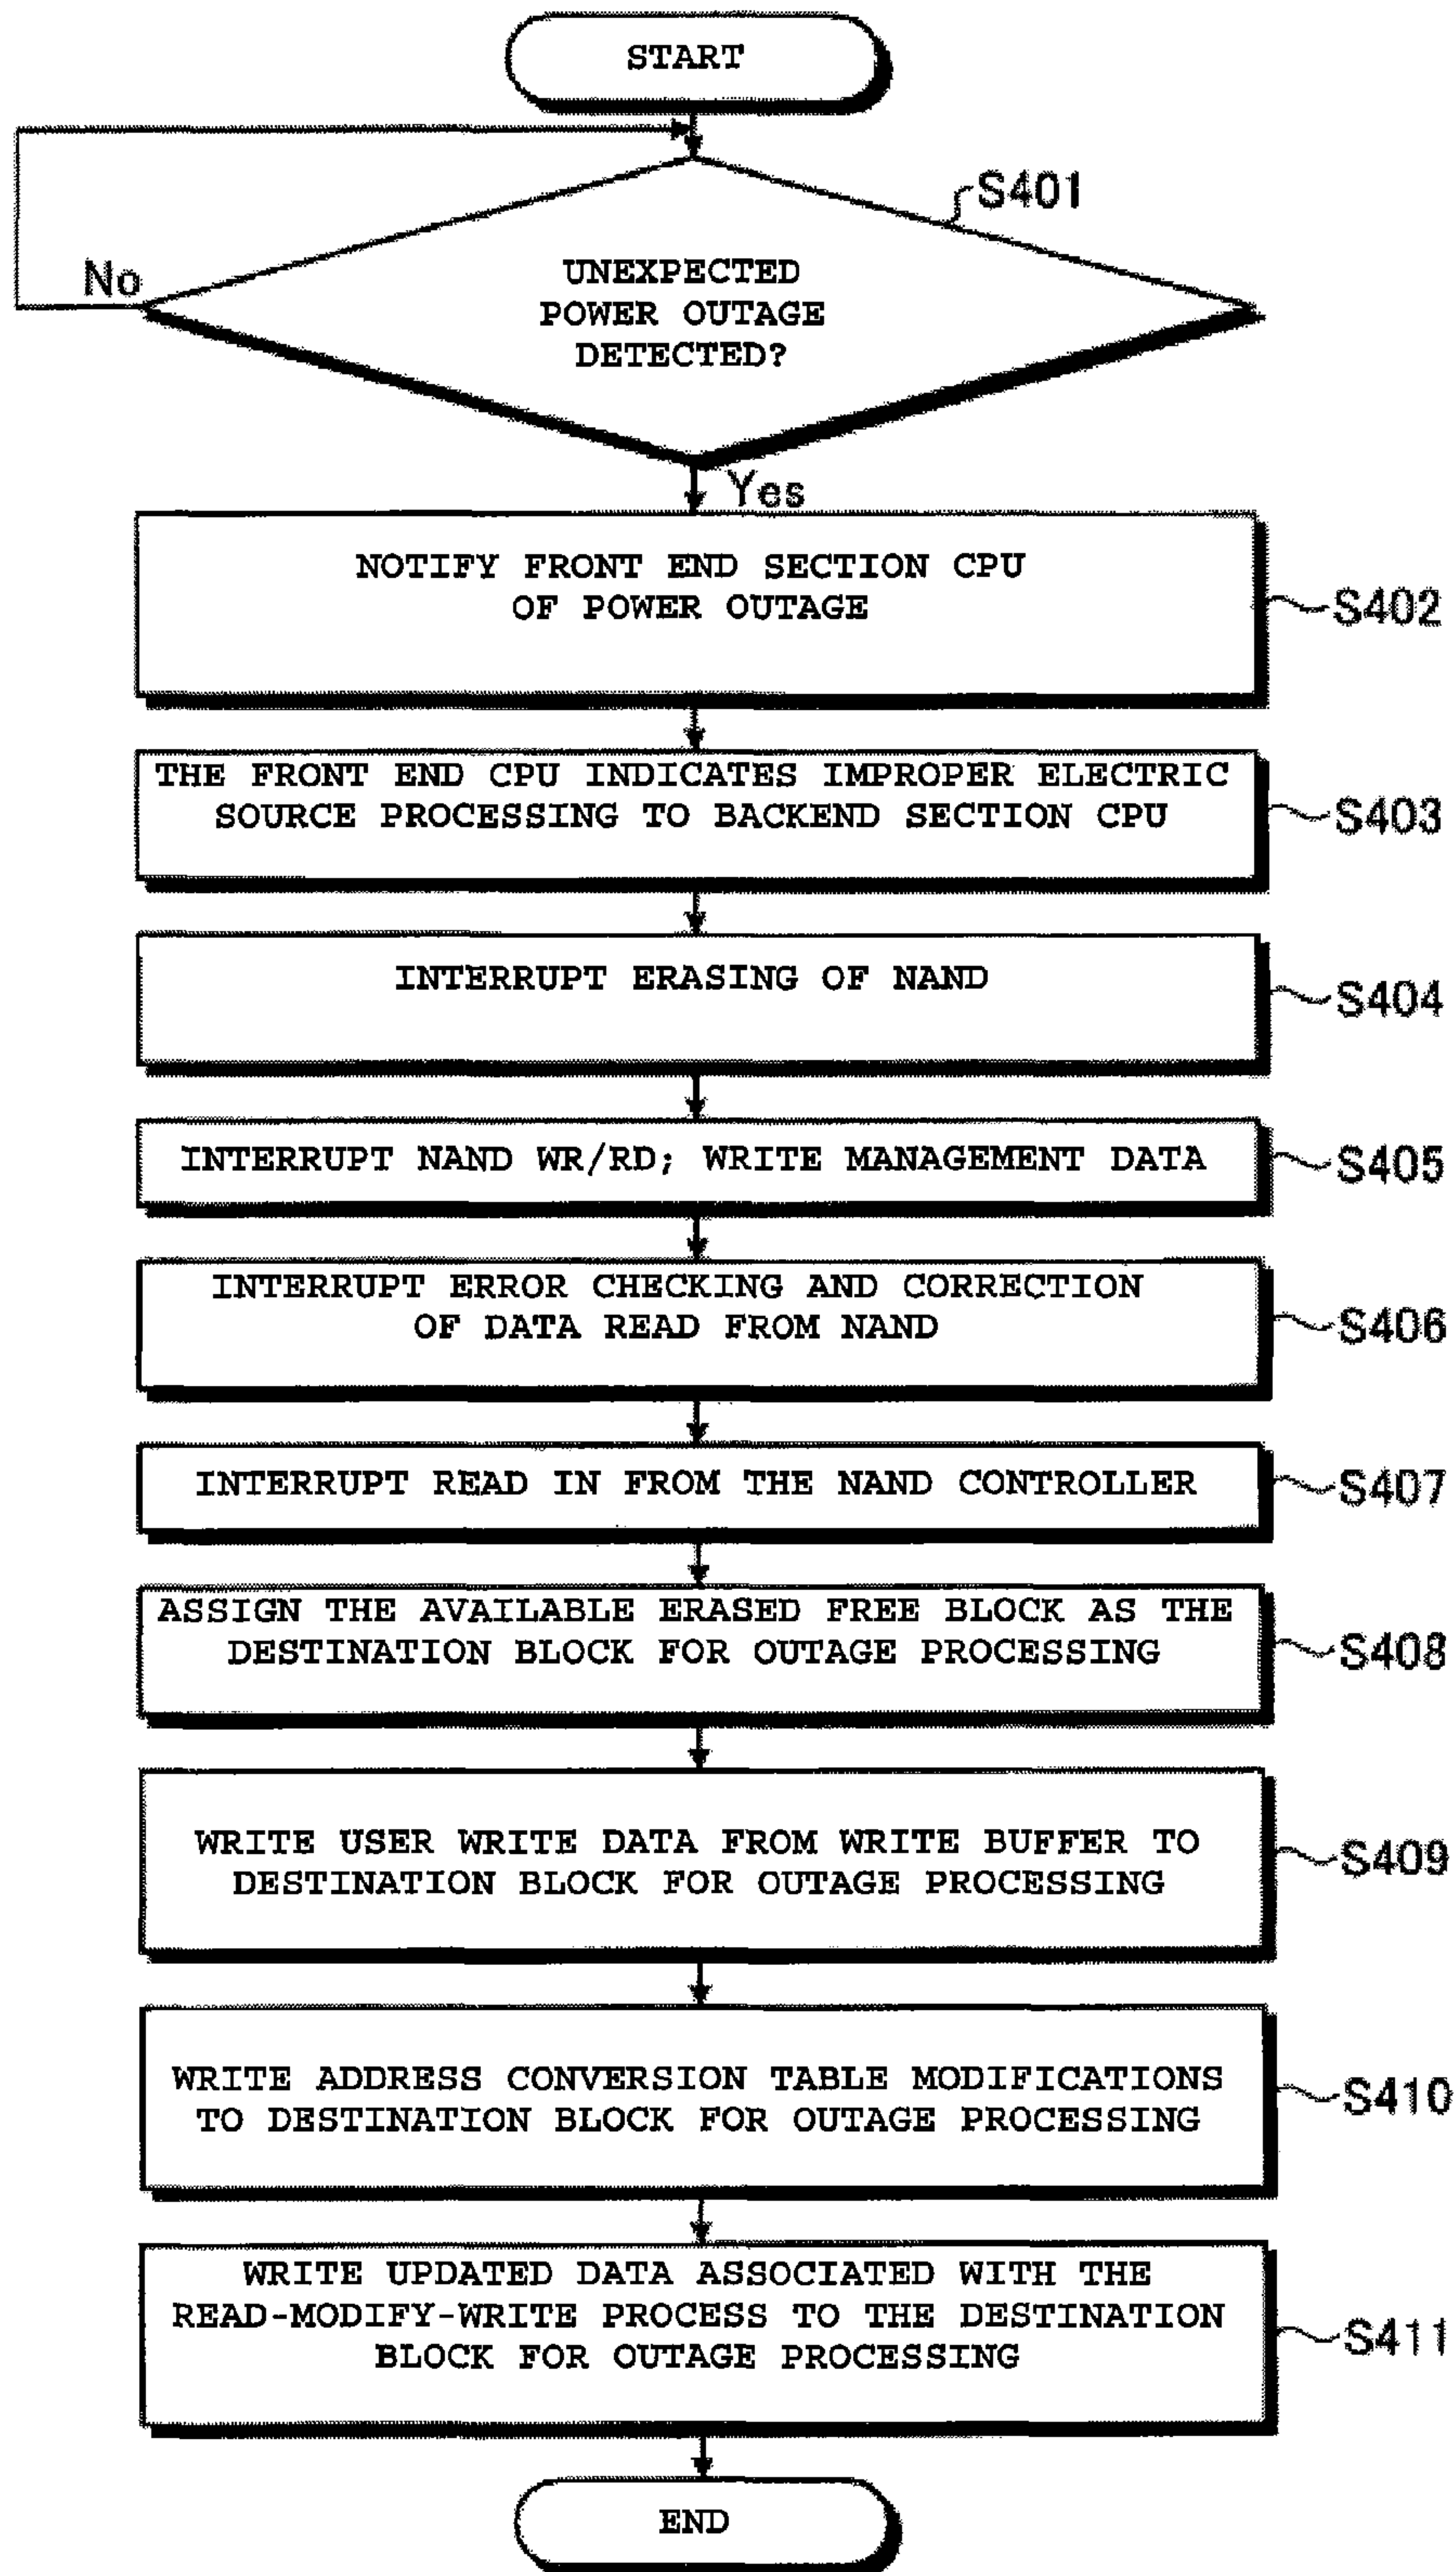 START
S401
No
UNEXPECTED
POWER OUTAGE
DETECTED?
Yes
NOTIFY FRONT END SECTION CPU
OF POWER OUTAGE
S402
THE FRONT END CPU INDICATES IMPROPER ELECTRIC
SOURCE PROCESSING TO BACKEND SECTION CPU
S403
INTERRUPT ERASING OF NAND
S404
INTERRUPT NAND WR/RD; WRITE MANAGEMENT DATA
S405
INTERRUPT ERROR CHECKING AND CORRECTION
OF DATA READ FROM NAND
S406
INTERRUPT READ IN FROM THE NAND CONTROLLER
S407
ASSIGN THE AVAILABLE ERASED FREE BLOCK AS THE
DESTINATION BLOCK FOR OUTAGE PROCESSING
S408
WRITE USER WRITE DATA FROM WRITE BUFFER TO
DESTINATION BLOCK FOR OUTAGE PROCESSING
S409
WRITE ADDRESS CONVERSION TABLE MODIFICATIONS
TO DESTINATION BLOCK FOR OUTAGE PROCESSING
S410
WRITE UPDATED DATA ASSOCIATED WITH THE
READ-MODIFY-WRITE PROCESS TO THE DESTINATION
BLOCK FOR OUTAGE PROCESSING
S411
END